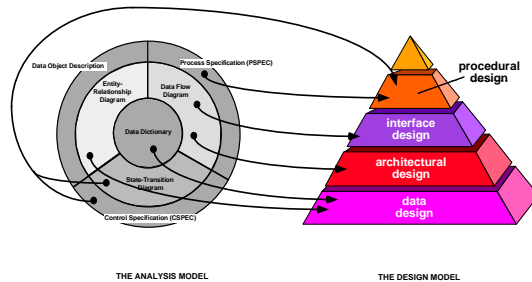 Data Object Description
Process Specification (PSPEC)
Entity-
Relationship
Diagram
Data Flow
Diagram
Data Dictionary
State-Transition
Diagram
Control Specification (CSPEC)
procedural
design
interface
design
architectural
design
data
design
THE ANALYSIS MODEL
THE DESIGN MODEL